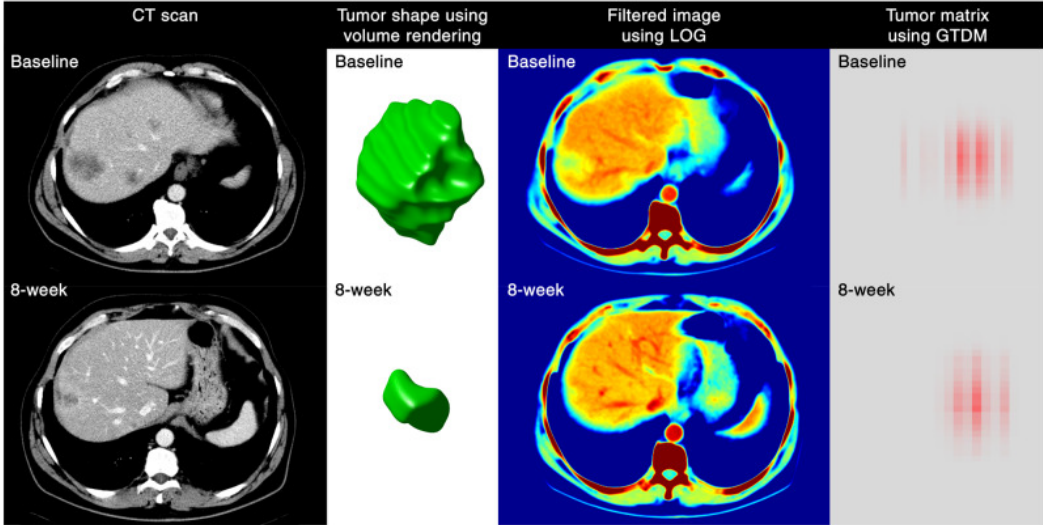 CT scan
Tumor shape using
volume rendering
Filtered image
using LOG
Tumor matrix
using GTDM
Baseline
Baseline
Baseline
Baseline
8-week
8-week
8-week
8-week